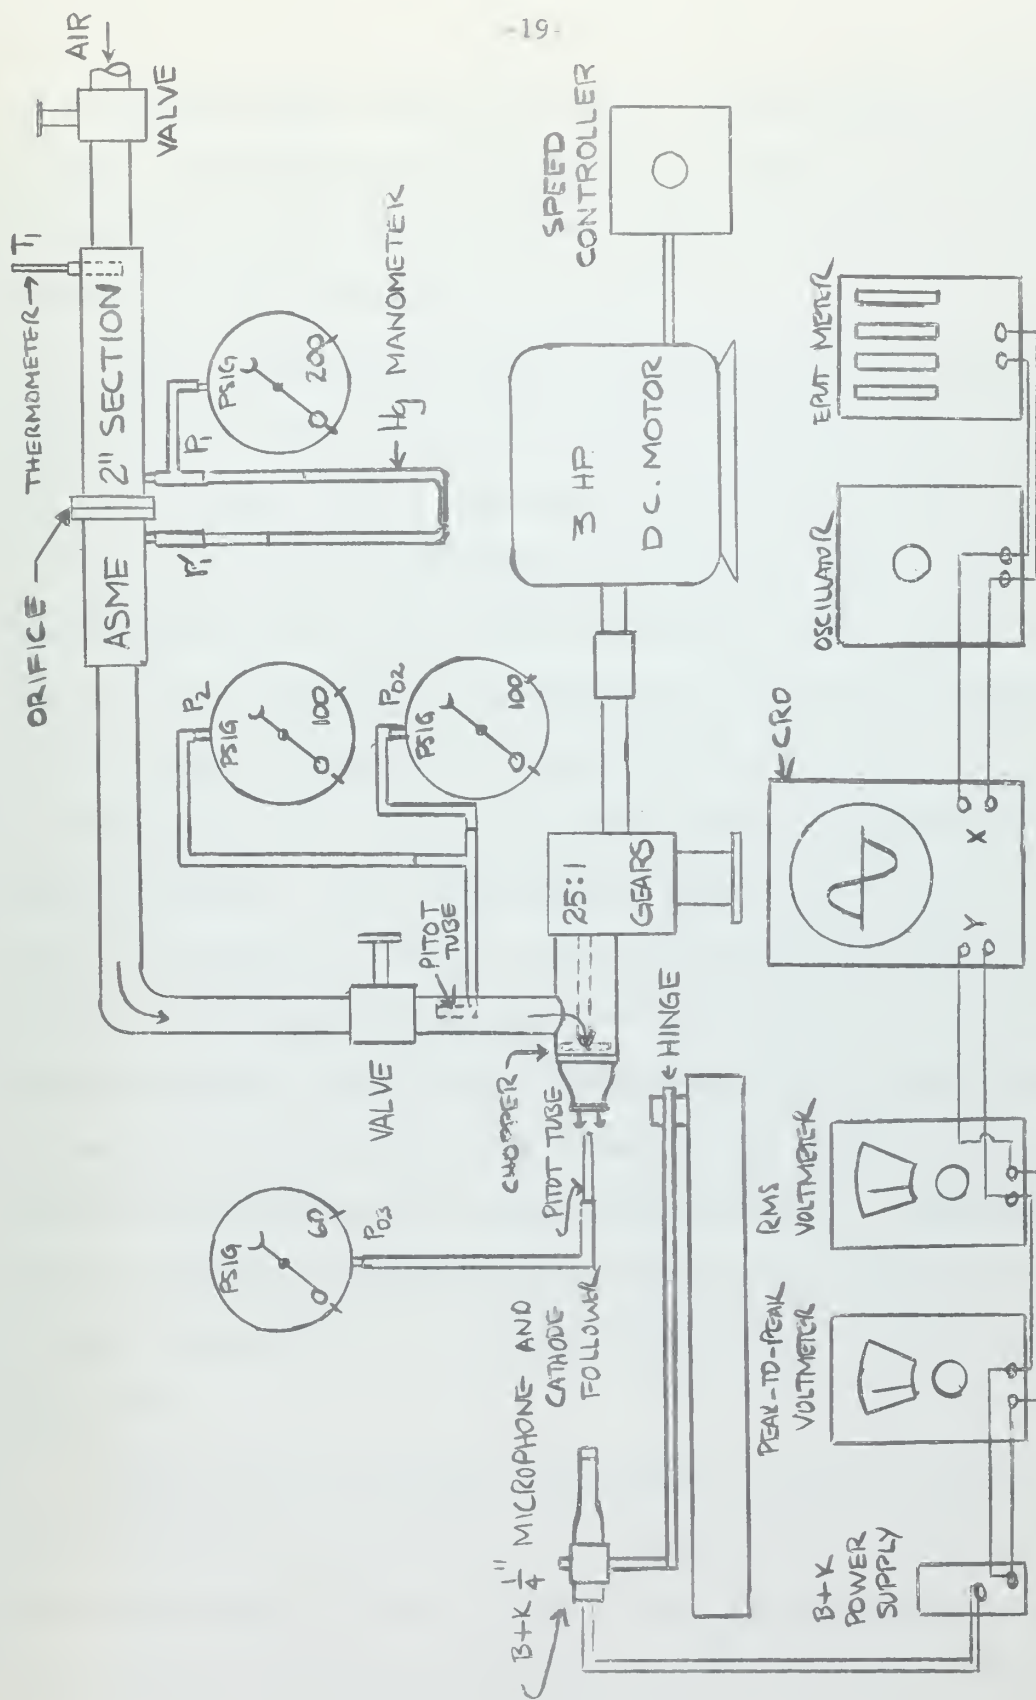 -19-
AIR
VALVE
T1
THERMOMETER
ORIFICE
ASME
2" SECTION
P1
PSIG
200
Hg MANOMETER
SPEED
CONTROLLER
3 HP.
D C. MOTOR
P2
PSIG
100
P02
PSIG
100
PITOT
TUBE
VALVE
25:1
GEARS
CHOPPER
PITOT TUBE
HINGE
P03
PSIG
60
0
B+K 1/4" MICROPHONE AND
CATHODE
FOLLOWER
EPUT METER
OSCILLATOR
CRO
Y X
RMS
VOLTMETER
PEAK-TO-PEAK
VOLTMETER
B+K
POWER
SUPPLY